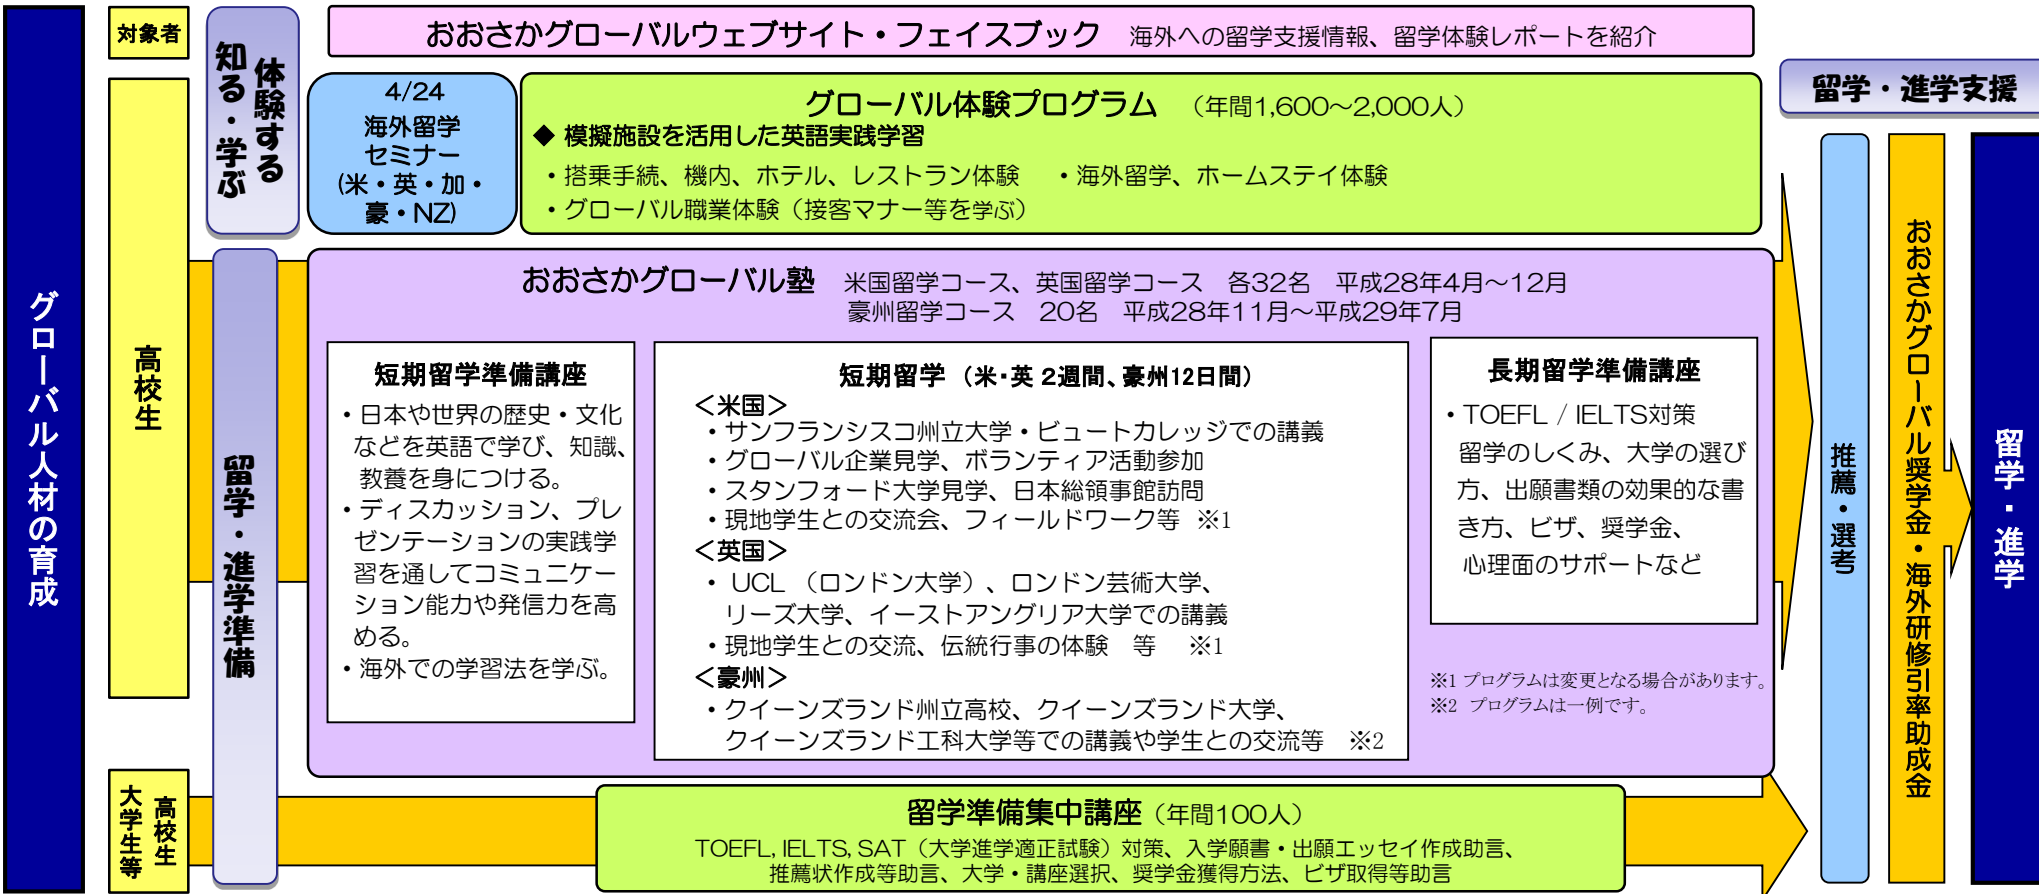 グローバル人材の育成
対象者
高校生
高校生
大学生等
体験する
知る・学ぶ
留学・進学準備
おおさかグローバルウェブサイト・フェイスブック 海外への留学支援情報、留学体験レポートを紹介
4/24
海外留学
セミナー
(米・英・加・
豪・NZ)
グローバル体験プログラム （年間1,600～2,000人）
◆ 模擬施設を活用した英語実践学習
・搭乗手続、機内、ホテル、レストラン体験 ・海外留学、ホームステイ体験
・グローバル職業体験（接客マナー等を学ぶ）
おおさかグローバル塾 米国留学コース、英国留学コース 各32名 平成28年4月～12月
豪州留学コース 20名 平成28年11月～平成29年7月
短期留学準備講座
・日本や世界の歴史・文化
などを英語で学び、知識、
教養を身につける。
・ディスカッション、プレ
ゼンテーションの実践学
習を通してコミュニケー
ション能力や発信力を高
める。
・海外での学習法を学ぶ。
短期留学（米・英 2週間、豪州12日間）
＜米国＞
・サンフランシスコ州立大学・ビュートカレッジでの講義
・グローバル企業見学、ボランティア活動参加
・スタンフォード大学見学、日本総領事館訪問
・現地学生との交流会、フィールドワーク等 ※1
＜英国＞
・ UCL （ロンドン大学）、ロンドン芸術大学、
リーズ大学、イーストアングリア大学での講義
・現地学生との交流、伝統行事の体験 等 ※1
＜豪州＞
・クイーンズランド州立高校、クイーンズランド大学、
クイーンズランド工科大学等での講義や学生との交流等 ※2
長期留学準備講座
・TOEFL / IELTS対策
留学のしくみ、大学の選び
方、出願書類の効果的な書
き方、ビザ、奨学金、
心理面のサポートなど
※1 プログラムは変更となる場合があります。
※2 プログラムは一例です。
留学準備集中講座（年間100人）
TOEFL, IELTS, SAT（大学進学適正試験）対策、入学願書・出願エッセイ作成助言、
推薦状作成等助言、大学・講座選択、奨学金獲得方法、ビザ取得等助言
留学・進学支援
推薦・選考
おおさかグローバル奨学金・海外研修引率助成金
留学・進学